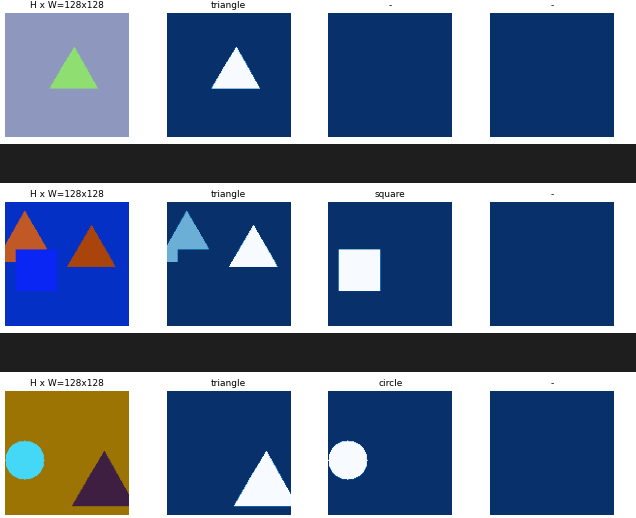 H x W=128x128 triangle - -
H x W=128x128 triangle square -
H x W=128x128 triangle circle -